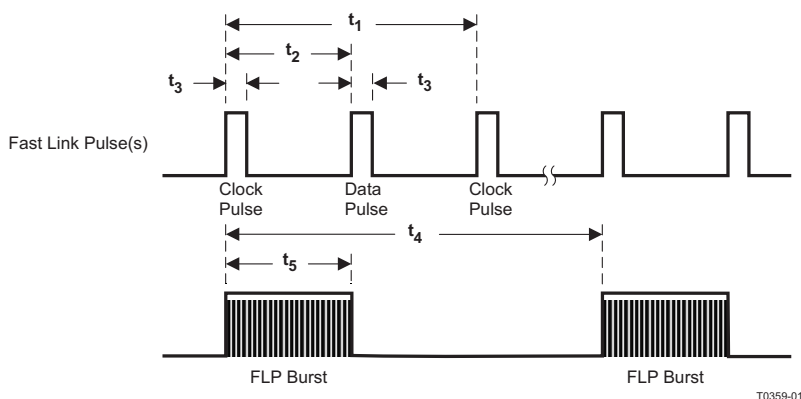 t1
t2
t3
t3
Fast Link Pulse(s)
Clock
Pulse
Data
Pulse
Clock
Pulse
t4
t5
FLP Burst
FLP Burst
T0359-01